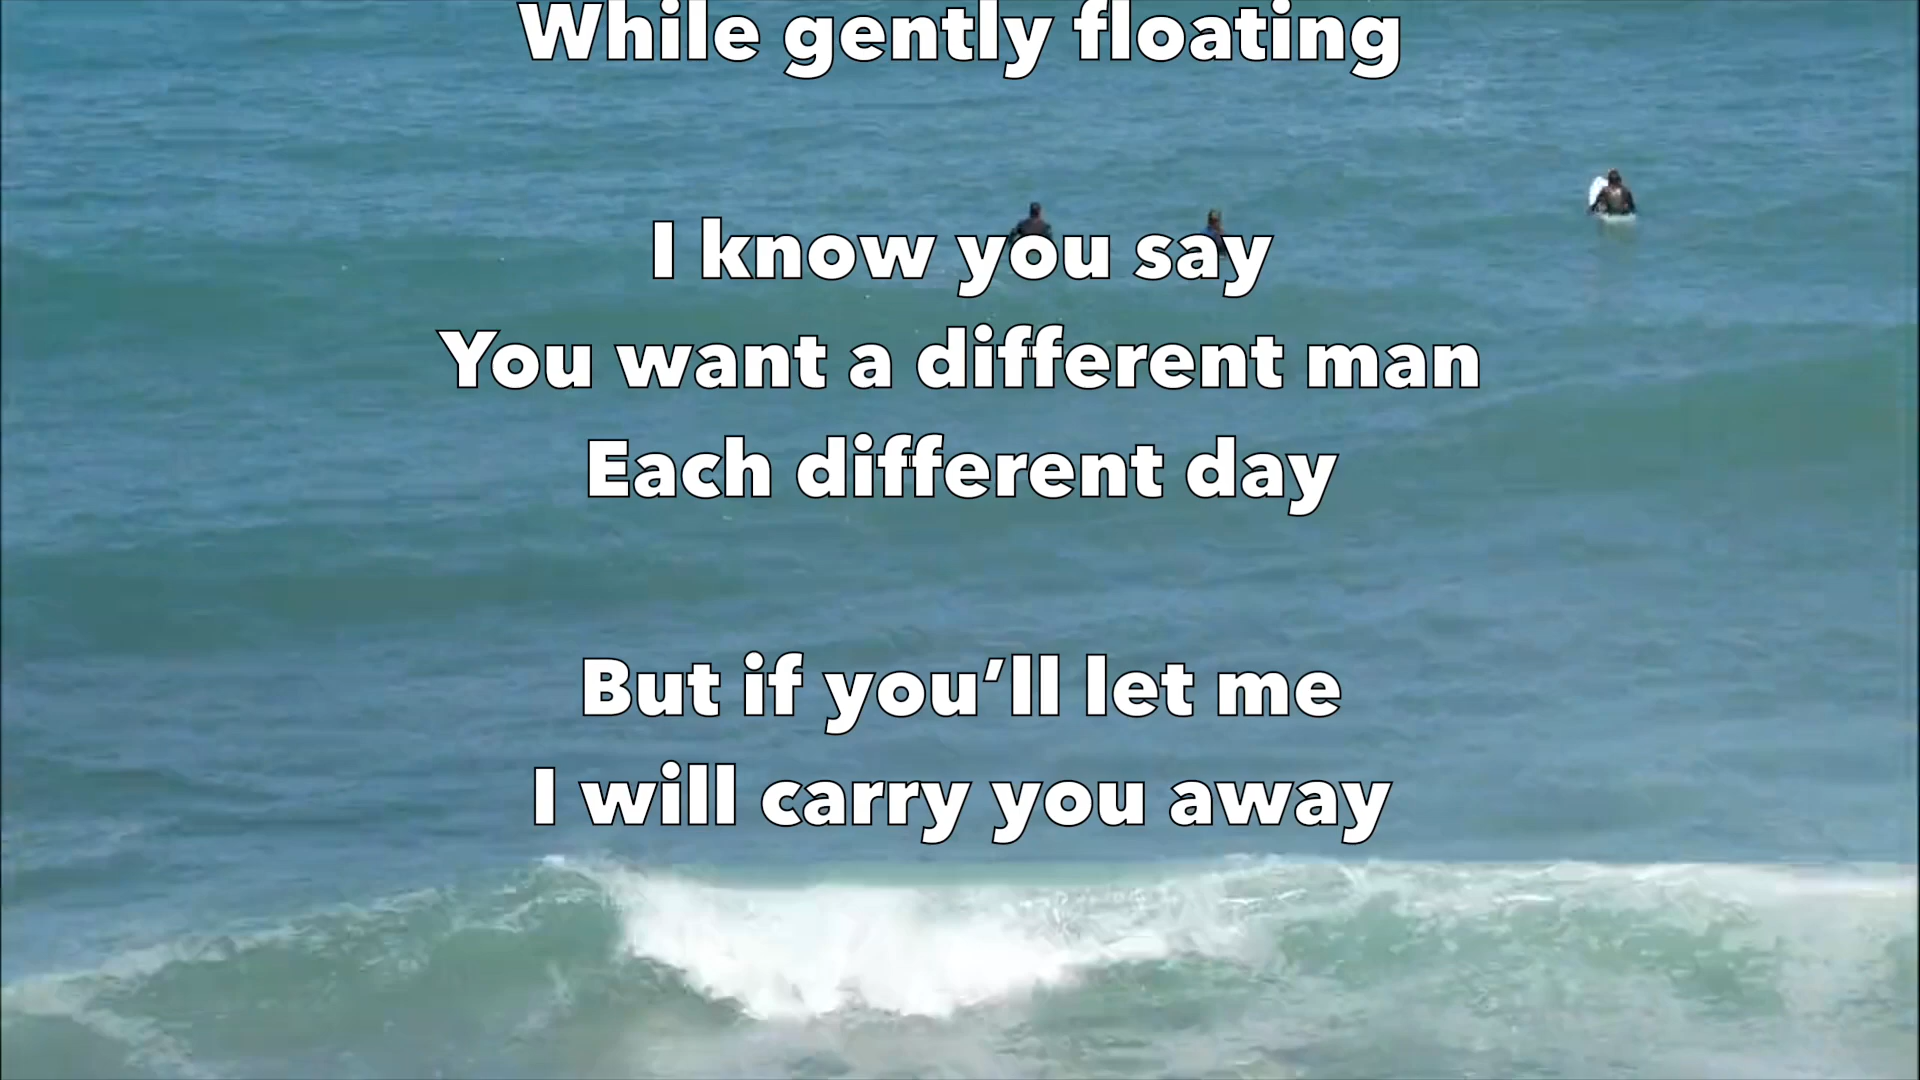 While gently floating
I know you say
You want a different man
Each different day
But if you’ll let me
I will carry you away